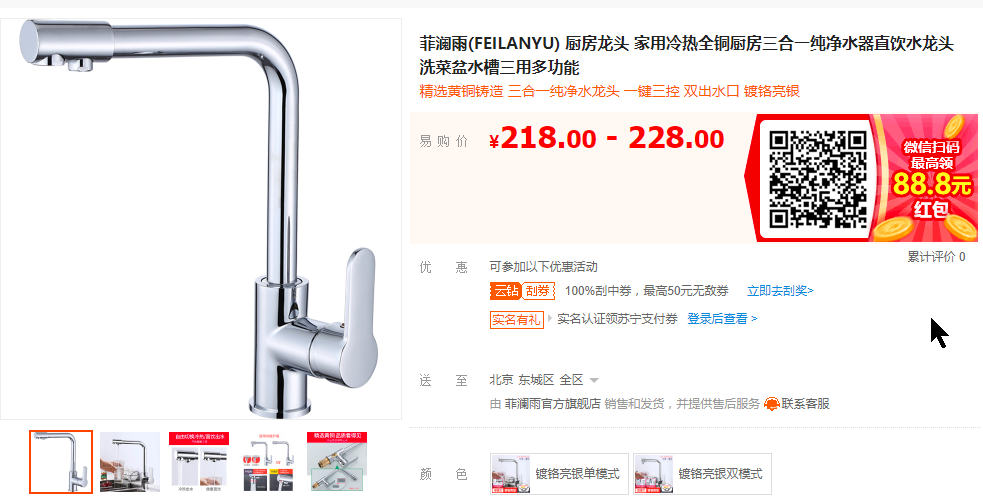 菲澜雨(FEILANYU) 厨房龙头 家用冷热全铜厨房三合一纯净水器直饮水龙头
洗菜盆水槽三用多功能
精选黄铜铸造 三合一纯净水龙头 一键三控 双出水口 镀铬亮银
易购价 ¥218.00 - 228.00
微信扫码
最高领
88.8元
红包
累计评价 0
优惠 可参加以下优惠活动
云钻 刮券 100%刮中券，最高50元无敌券 立即去刮奖>
实名有礼 实名认证领苏宁支付券 登录后查看 >
送至 北京 东城区 全区
由 菲澜雨官方旗舰店 销售和发货，并提供售后服务 联系客服
颜色 镀铬亮银单模式 镀铬亮银双模式